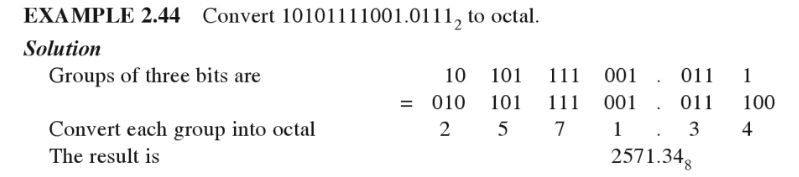 EXAMPLE 2.44 Convert 10101111001.0111₂ to octal.
Solution
Groups of three bits are 10 101 111 001 . 011 1
= 010 101 111 001 . 011 100
Convert each group into octal 2 5 7 1 . 3 4
The result is 2571.34₈